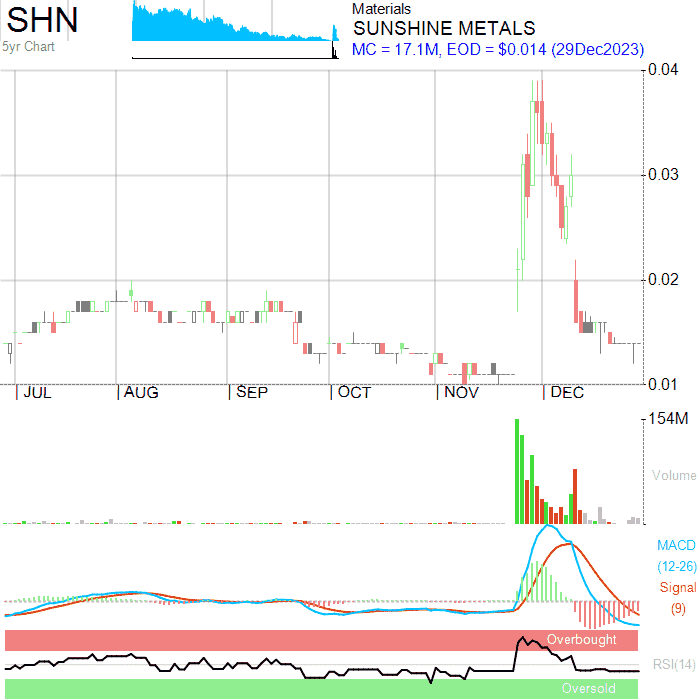 SHN
5yr Chart
Materials
SUNSHINE METALS
MC = 17.1M, EOD = $0.014 (29Dec2023)
0.04
0.03
0.02
0.01
JUL AUG SEP OCT NOV DEC
154M
Volume
MACD
(12-26)
Signal
(9)
Overbought
RSI(14)
Oversold